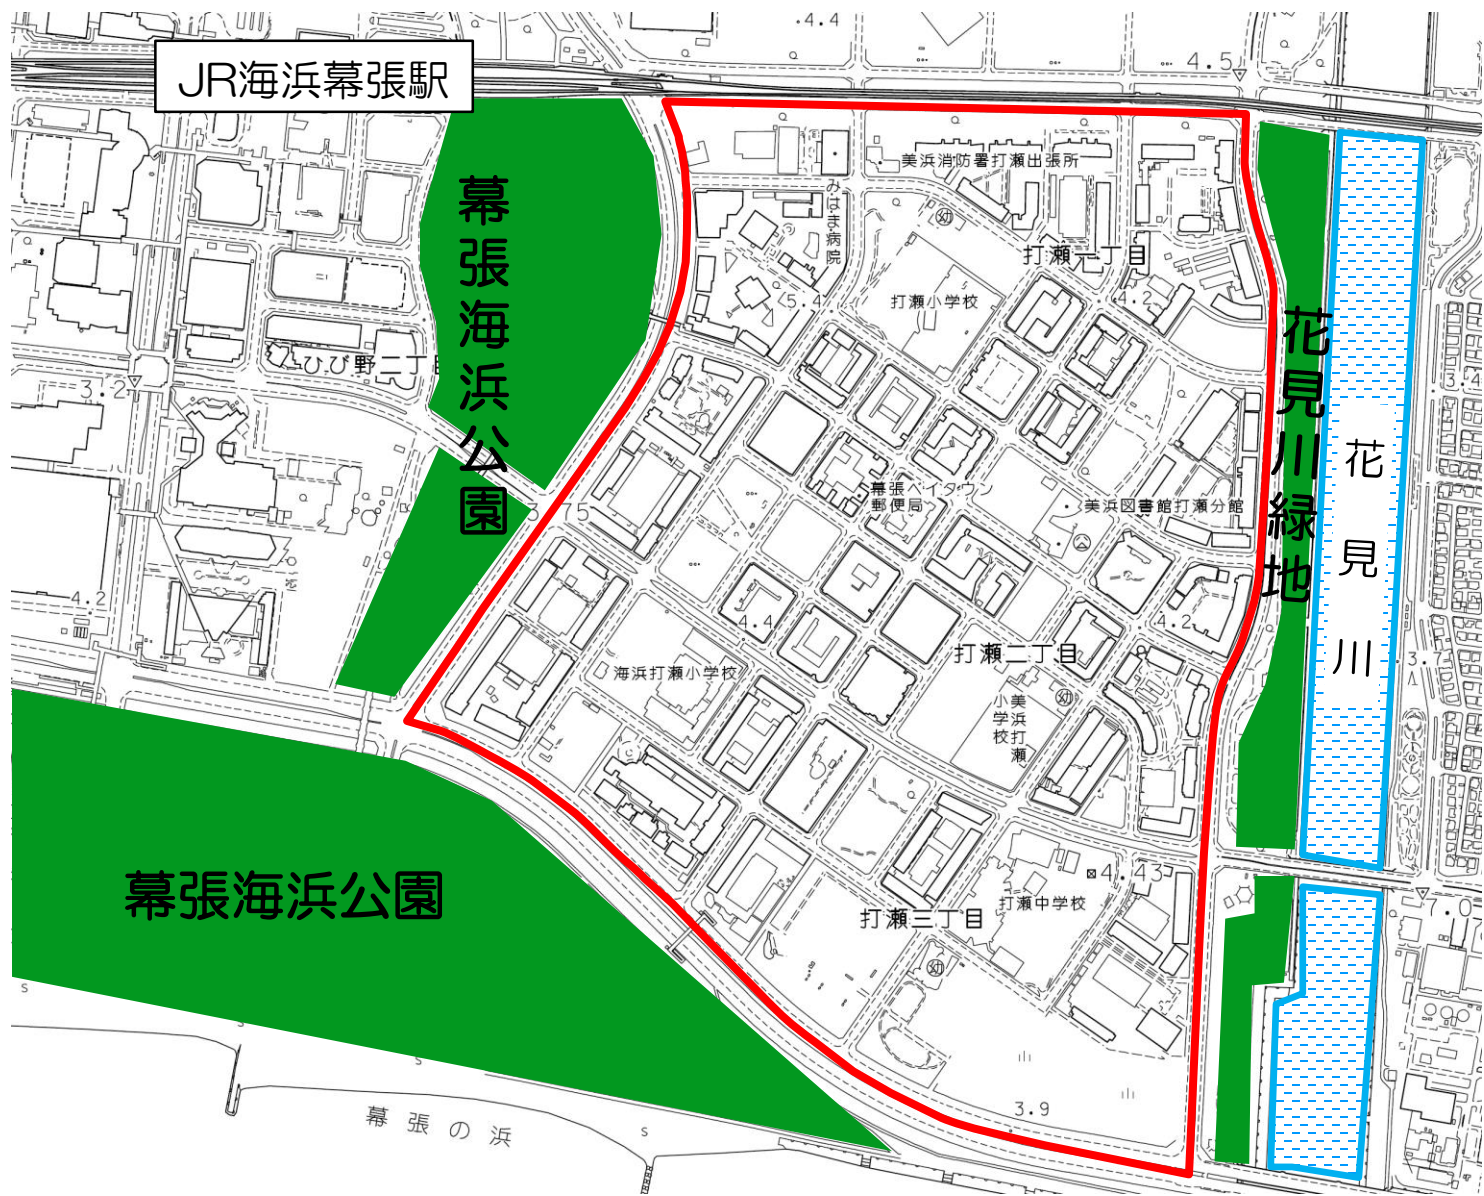 4.4
JR海浜幕張駅
4.5
美浜消防署打瀬出張所
みはま病院
幼
打瀬一丁目
幕張海浜公園
打瀬小学校
5.4
4.2
花見川緑地
ひび野二丁目
3.2
3.4
花見川
幕張ベイタウン
郵便局
美浜図書館打瀬分館
3.75
4.2
4.4
4.2
打瀬二丁目
海浜打瀬小学校
3.7
幼
美浜打瀬
小学校
幕張海浜公園
4.43
打瀬中学校
7.0
打瀬三丁目
幼
S
S
S
3.9
幕張の浜
S